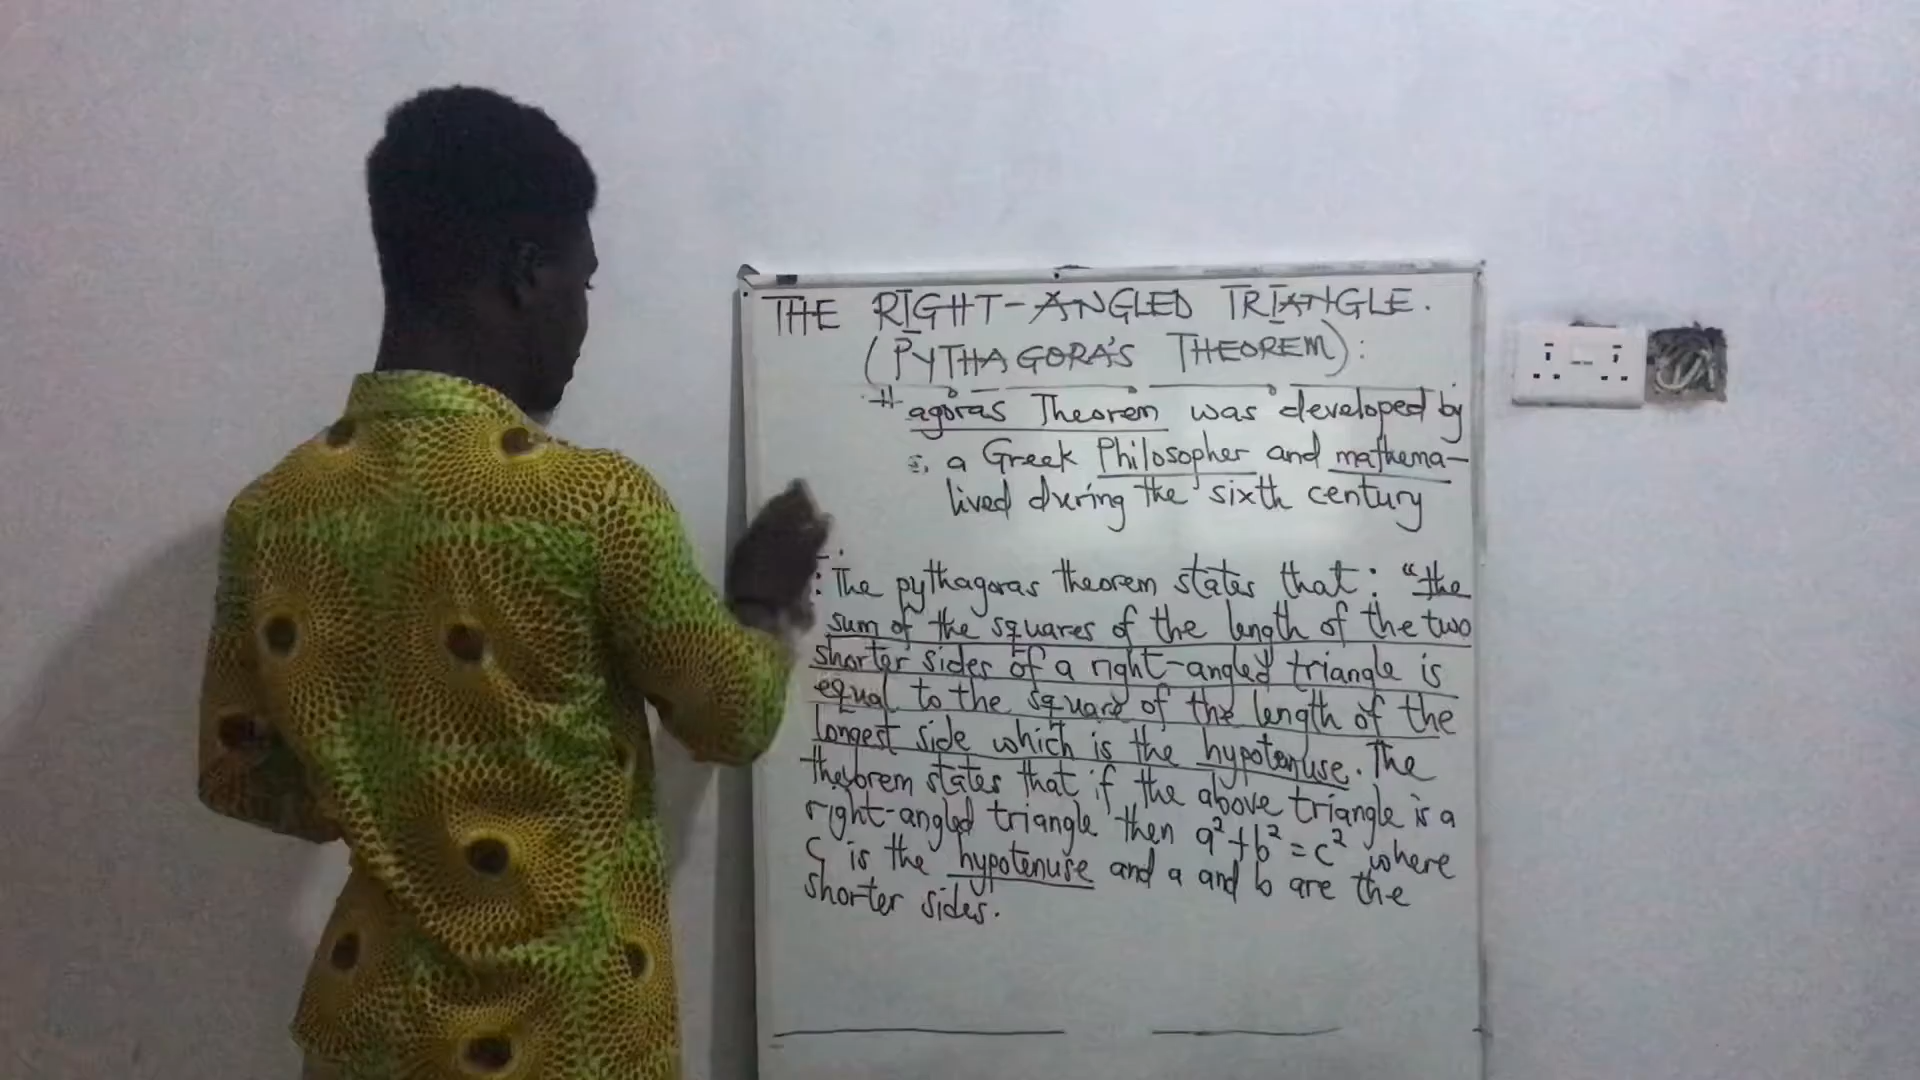 THE RIGHT-ANGLED TRIANGLE.
(PYTHAGORA'S THEOREM):
agoras Theorem was developed by
a Greek Philosopher and mathema-
lived during the sixth century
: The pythagoras theorem states that: "the
sum of the squares of the length of the two
shorter sides of a right-angled triangle is
equal to the square of the length of the
longest side which is the hypotenuse. The
theorem states that if the above triangle is a
right-angled triangle then a²+b²=c² where
C is the hypotenuse and a and b are the
shorter sides.